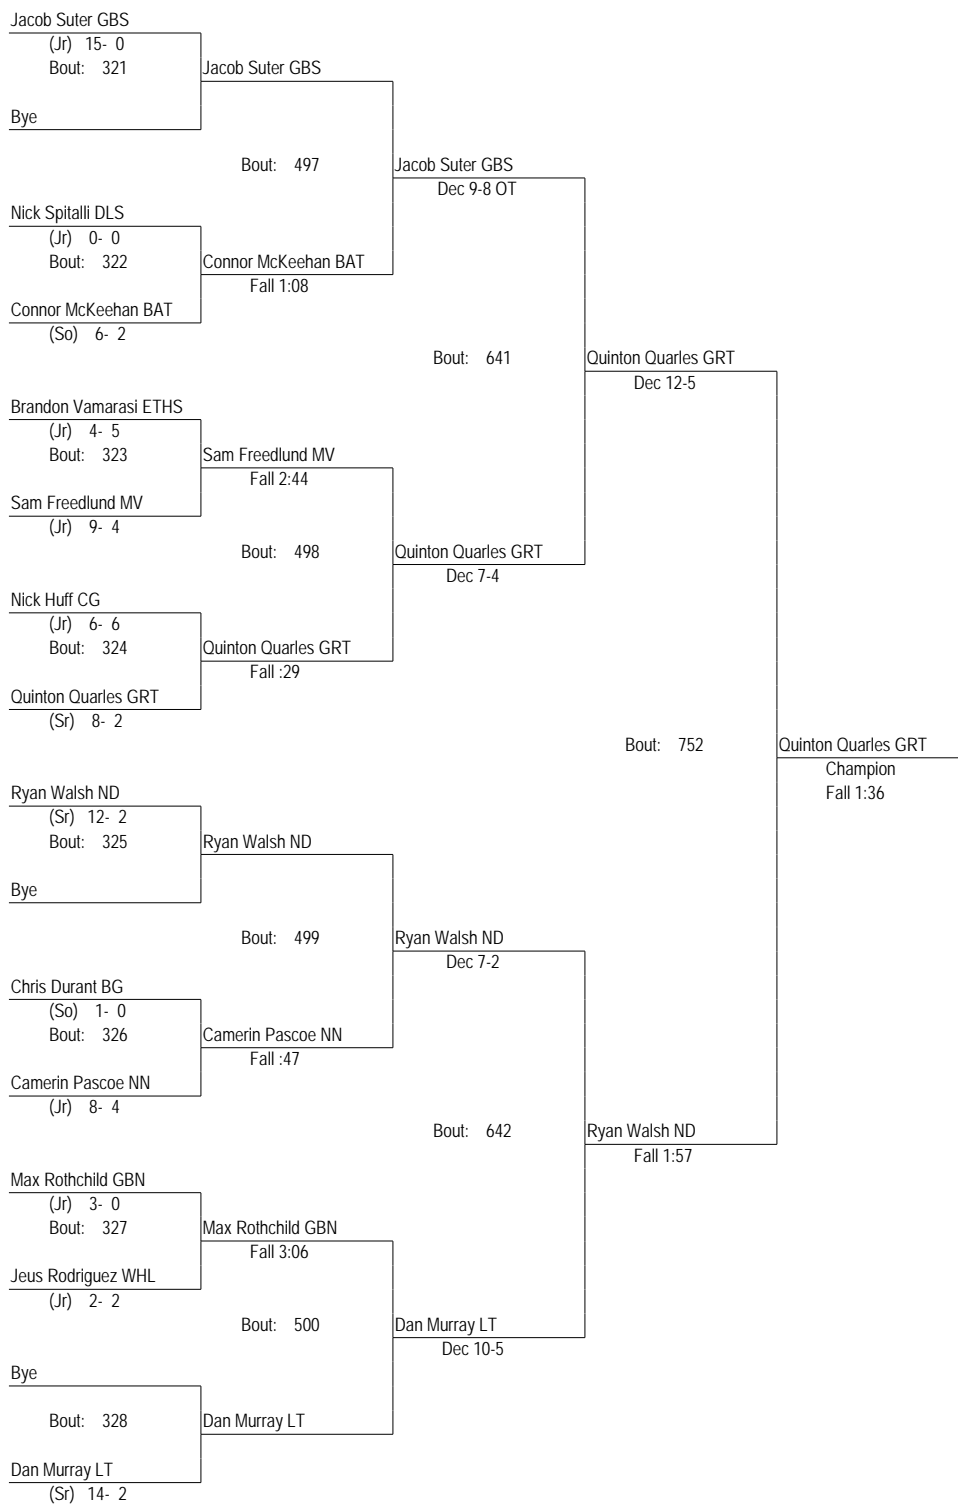 Jacob Suter GBS
(Jr) 15- 0
Bout: 321
Jacob Suter GBS
Bye
Bout: 497
Jacob Suter GBS
Dec 9-8 OT
Nick Spitalli DLS
(Jr) 0- 0
Bout: 322
Connor McKeehan BAT
Fall 1:08
Connor McKeehan BAT
(So) 6- 2
Bout: 641
Quinton Quarles GRT
Dec 12-5
Brandon Vamarasi ETHS
(Jr) 4- 5
Bout: 323
Sam Freedlund MV
Fall 2:44
Sam Freedlund MV
(Jr) 9- 4
Bout: 498
Quinton Quarles GRT
Dec 7-4
Nick Huff CG
(Jr) 6- 6
Bout: 324
Quinton Quarles GRT
Fall :29
Quinton Quarles GRT
(Sr) 8- 2
Bout: 752
Quinton Quarles GRT
Champion
Fall 1:36
Ryan Walsh ND
(Sr) 12- 2
Bout: 325
Ryan Walsh ND
Bye
Bout: 499
Ryan Walsh ND
Dec 7-2
Chris Durant BG
(So) 1- 0
Bout: 326
Camerin Pascoe NN
Fall :47
Camerin Pascoe NN
(Jr) 8- 4
Bout: 642
Ryan Walsh ND
Fall 1:57
Max Rothchild GBN
(Jr) 3- 0
Bout: 327
Max Rothchild GBN
Fall 3:06
Jeus Rodriguez WHL
(Jr) 2- 2
Bout: 500
Dan Murray LT
Dec 10-5
Bye
Bout: 328
Dan Murray LT
Dan Murray LT
(Sr) 14- 2